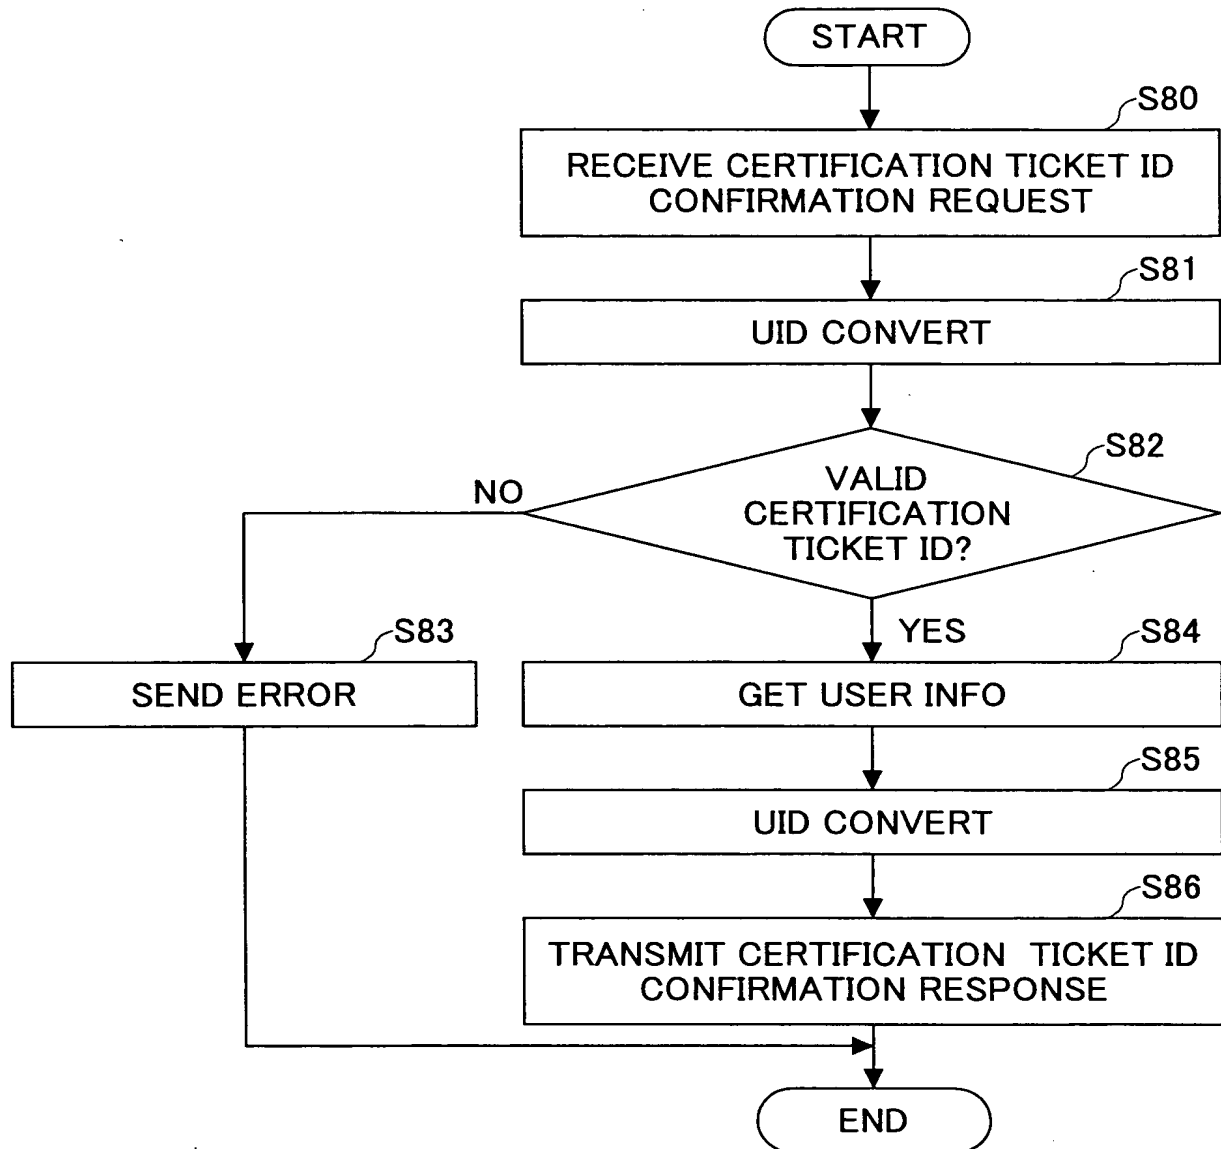 START
S80
RECEIVE CERTIFICATION TICKET ID
CONFIRMATION REQUEST
S81
UID CONVERT
S82
VALID
CERTIFICATION
TICKET ID?
NO
YES
S83
SEND ERROR
S84
GET USER INFO
S85
UID CONVERT
S86
TRANSMIT CERTIFICATION TICKET ID
CONFIRMATION RESPONSE
END